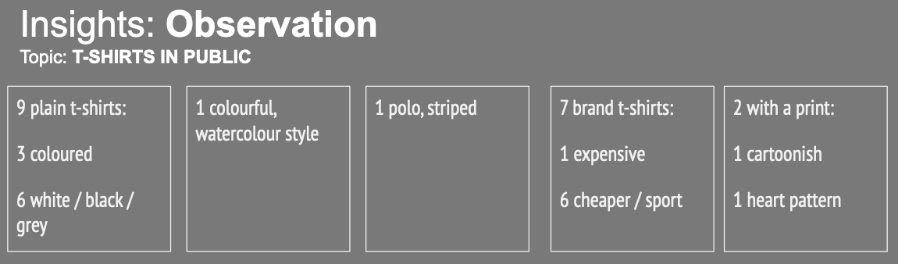 Insights: Observation
Topic: T-SHIRTS IN PUBLIC
9 plain t-shirts:
3 coloured
6 white / black /
grey
1 colourful,
watercolour style
1 polo, striped
7 brand t-shirts:
1 expensive
6 cheaper / sport
2 with a print:
1 cartoonish
1 heart pattern